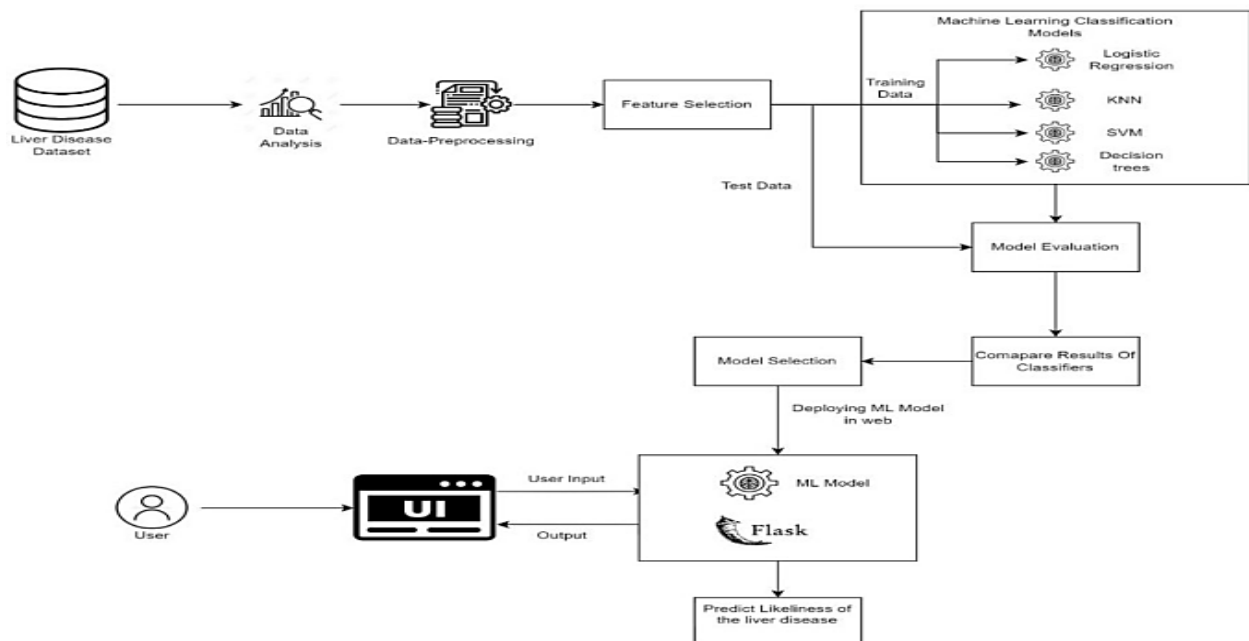 Liver Disease
Dataset
Data
Analysis
Data-Preprocessing
Feature Selection
Training
Data
Test Data
Machine Learning Classification
Models
Logistic
Regression
KNN
SVM
Decision
trees
Model Evaluation
Comapare Results Of
Classifiers
Model Selection
Deploying ML Model
in web
User
UI
User Input
Output
ML Model
Flask
Predict Likeliness of
the liver disease